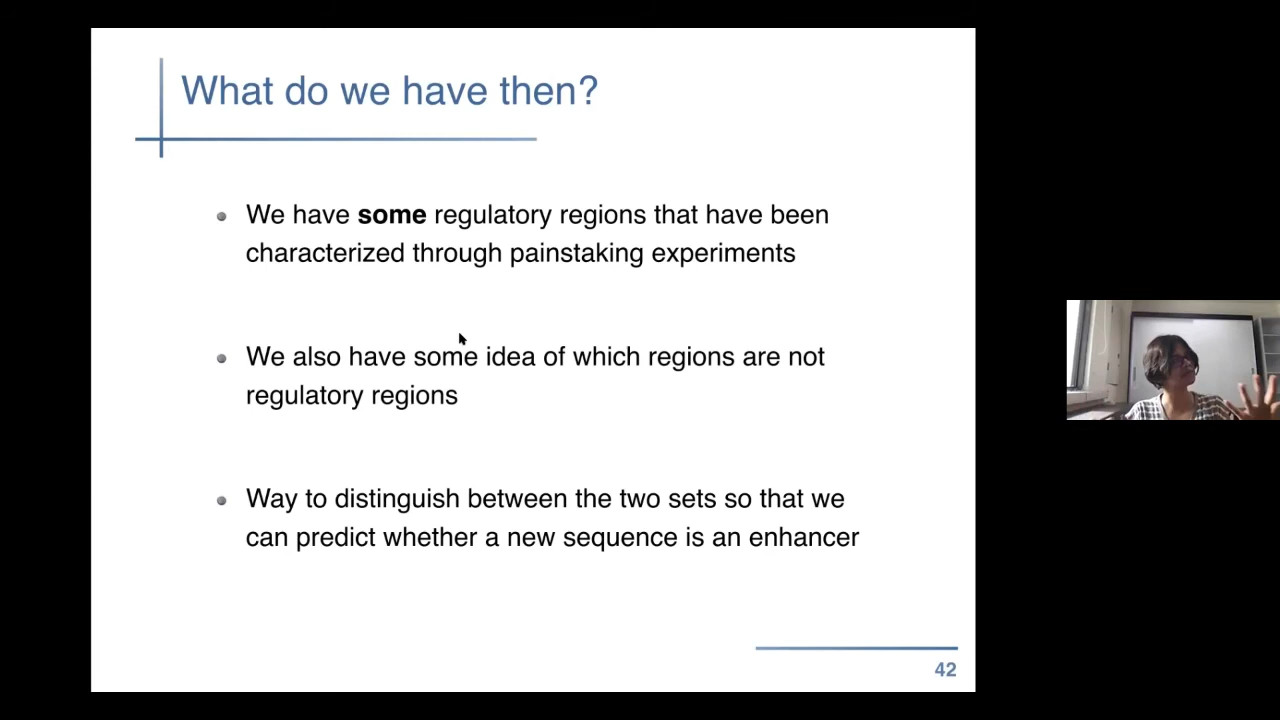 What do we have then?
We have some regulatory regions that have been
characterized through painstaking experiments
We also have some idea of which regions are not
regulatory regions
Way to distinguish between the two sets so that we
can predict whether a new sequence is an enhancer
42